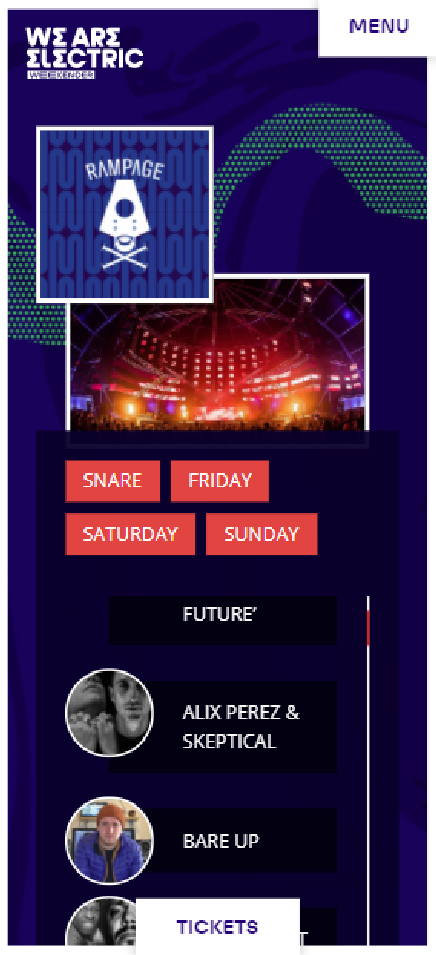 MENU
WE ARE
ELECTRIC
WEEKENDER
RAMPAGE
SNARE
FRIDAY
SATURDAY
SUNDAY
FUTURE’
ALIX PEREZ &
SKEPTICAL
BARE UP
TICKETS
T